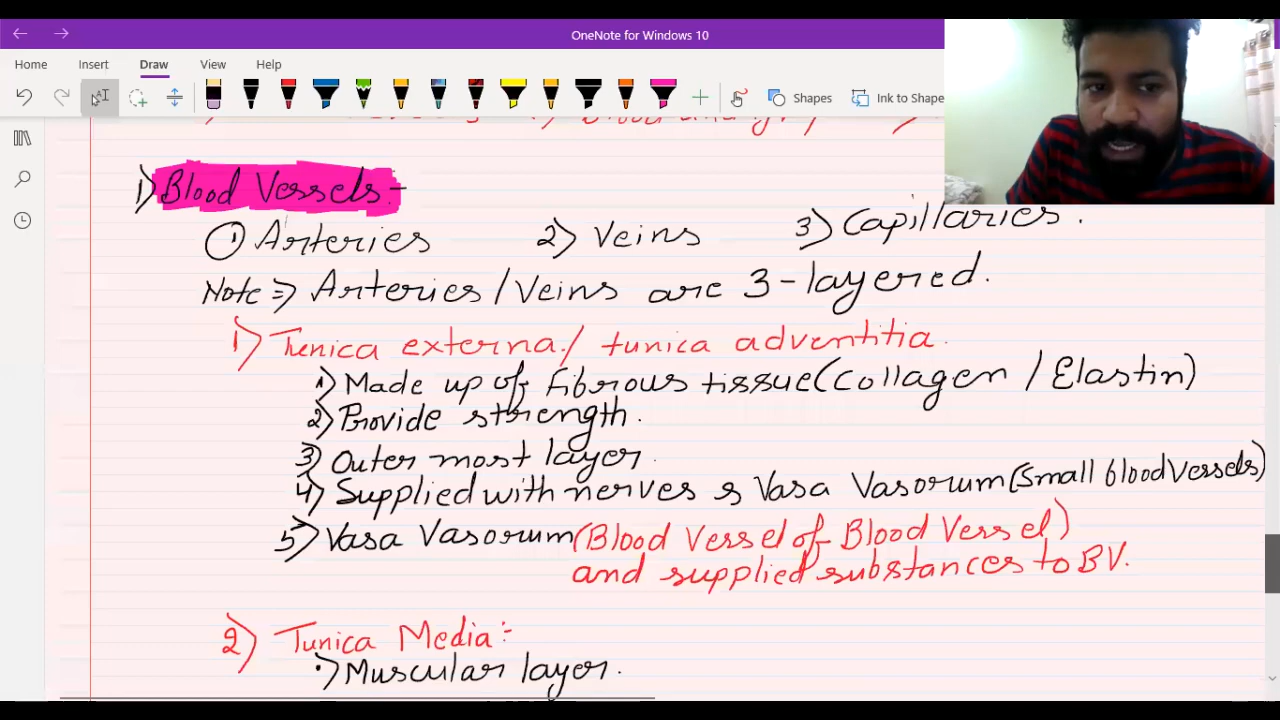 OneNote for Windows 10
Home Insert Draw View Help
Shapes Ink to Shape
1) Blood Vessels:-
1) Arteries 2) Veins 3) Capillaries.
Note => Arteries/Veins are 3-layered.
1) Tunica externa/ tunica adventitia.
1) Made up of fibrous tissue(Collagen / Elastin)
2) Provide strength.
3) Outer most layer.
4) Supplied with nerves & Vasa Vasorum(small blood Vessels)
5) Vasa Vasorum(Blood Vessel of Blood Vessel)
and supplied substances to BV.
2) Tunica Media:-
•) Muscular layer.